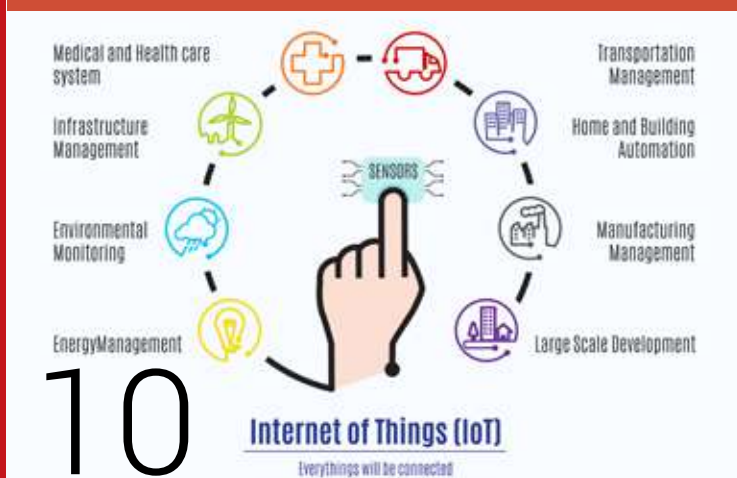 Medical and Health care
system
Transportation
Management
Infrastructure
Management
Home and Building
Automation
SENSORS
Environmental
Monitoring
Manufacturing
Management
EnergyManagement
Large Scale Development
10
Internet of Things (IoT)
Everythings will be connected